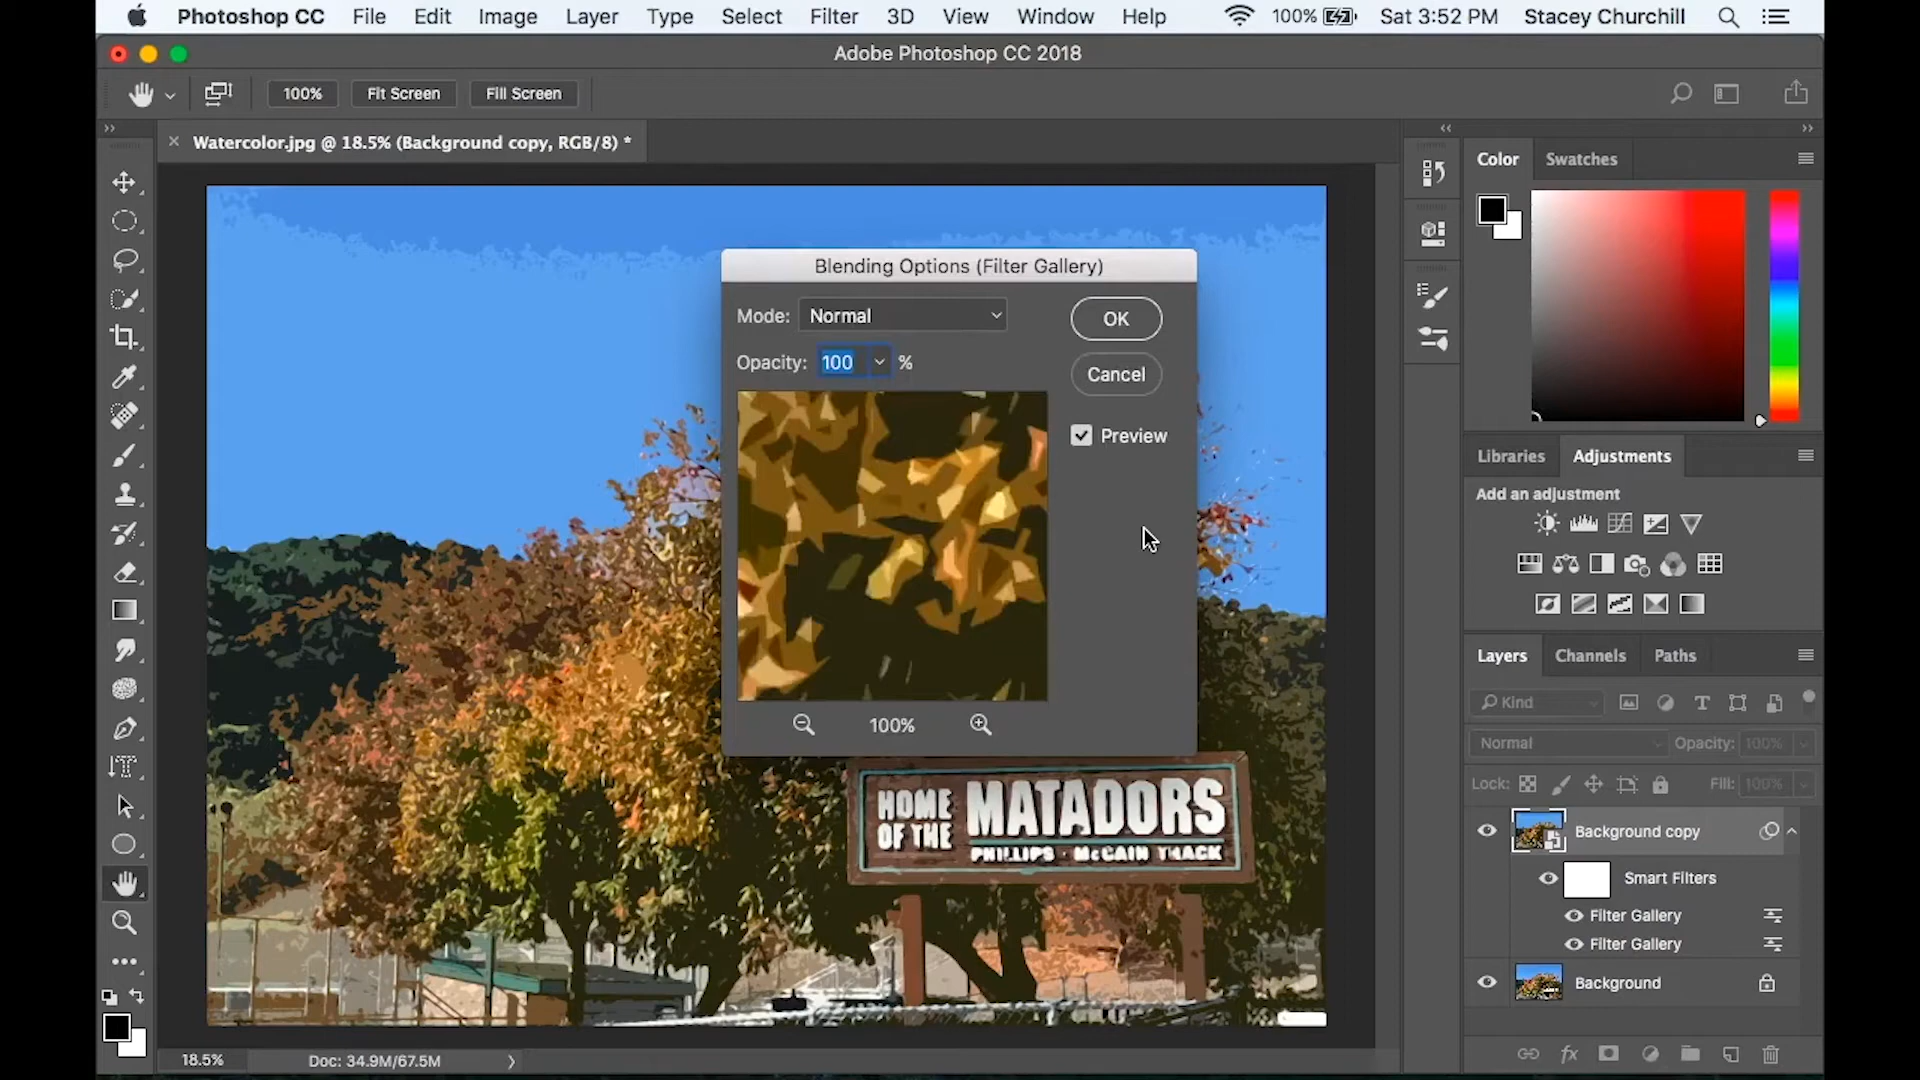 Photoshop CC File Edit Image Layer Type Select Filter 3D View Window Help 100% Sat 3:52 PM Stacey Churchill
Adobe Photoshop CC 2018
100% Fit Screen Fill Screen
Watercolor.jpg @ 18.5% (Background copy, RGB/8) *
Color Swatches
Blending Options (Filter Gallery)
Mode: Normal
OK
Opacity: 100 %
Cancel
Preview
100%
Libraries Adjustments
Add an adjustment
Layers Channels Paths
Kind
Normal Opacity: 100%
Lock: Fill: 100%
Background copy
Smart Filters
Filter Gallery
Filter Gallery
Background
HOME OF THE MATADORS
PHILLIPS · McCAIN TRACK
18.5% Doc: 34.9M/67.5M